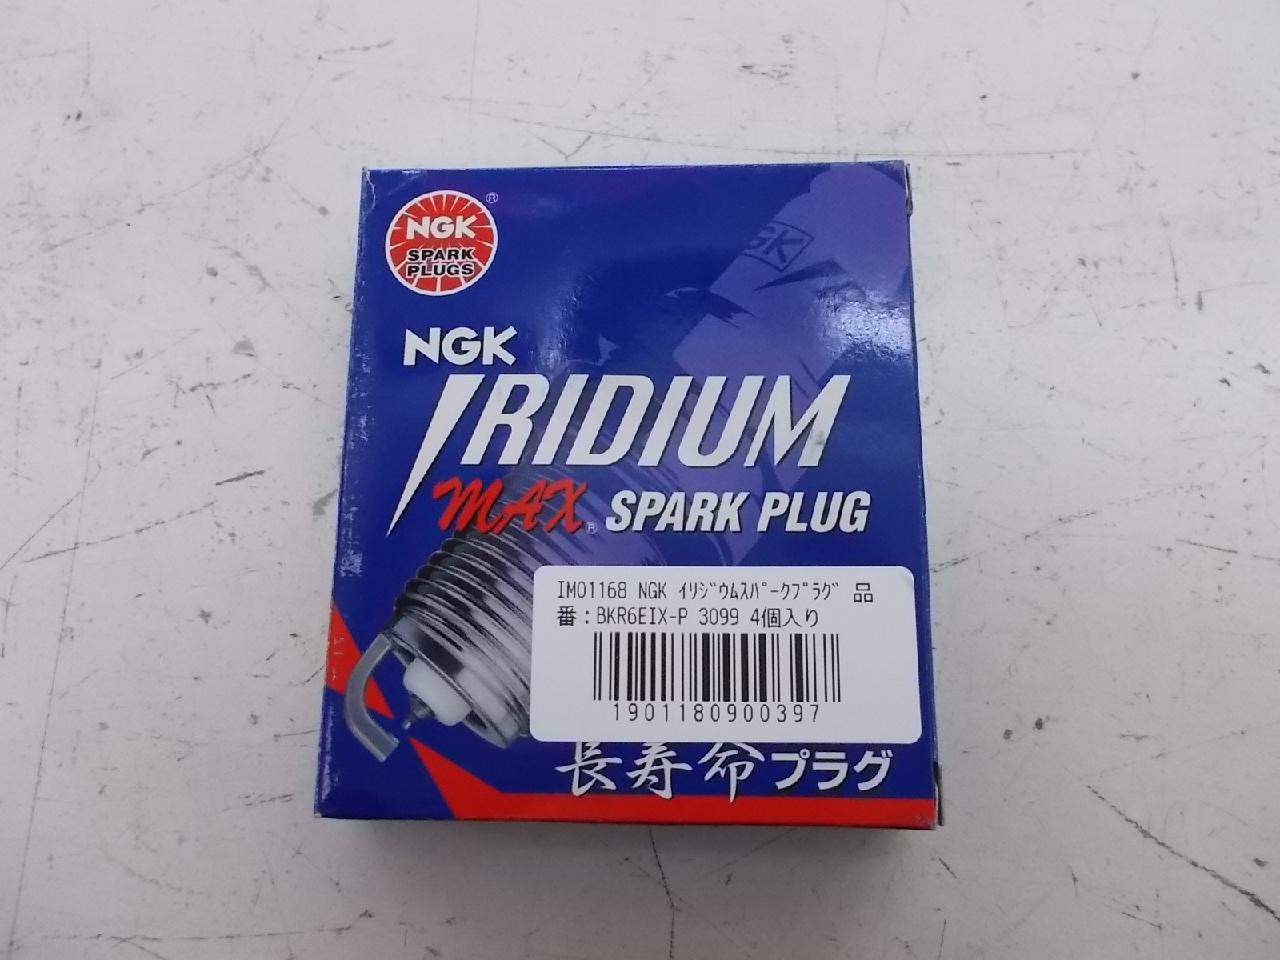 NGK
SPARK
PLUGS
®
GK
NGK
IRIDIUM
MAX® SPARK PLUG
IM01168 NGK ｲﾘｼﾞｳﾑｽﾊﾟｰｸﾌﾟﾗｸﾞ 品
番：BKR6EIX-P 3099 4個入り
1901180900397
長寿命プラグ